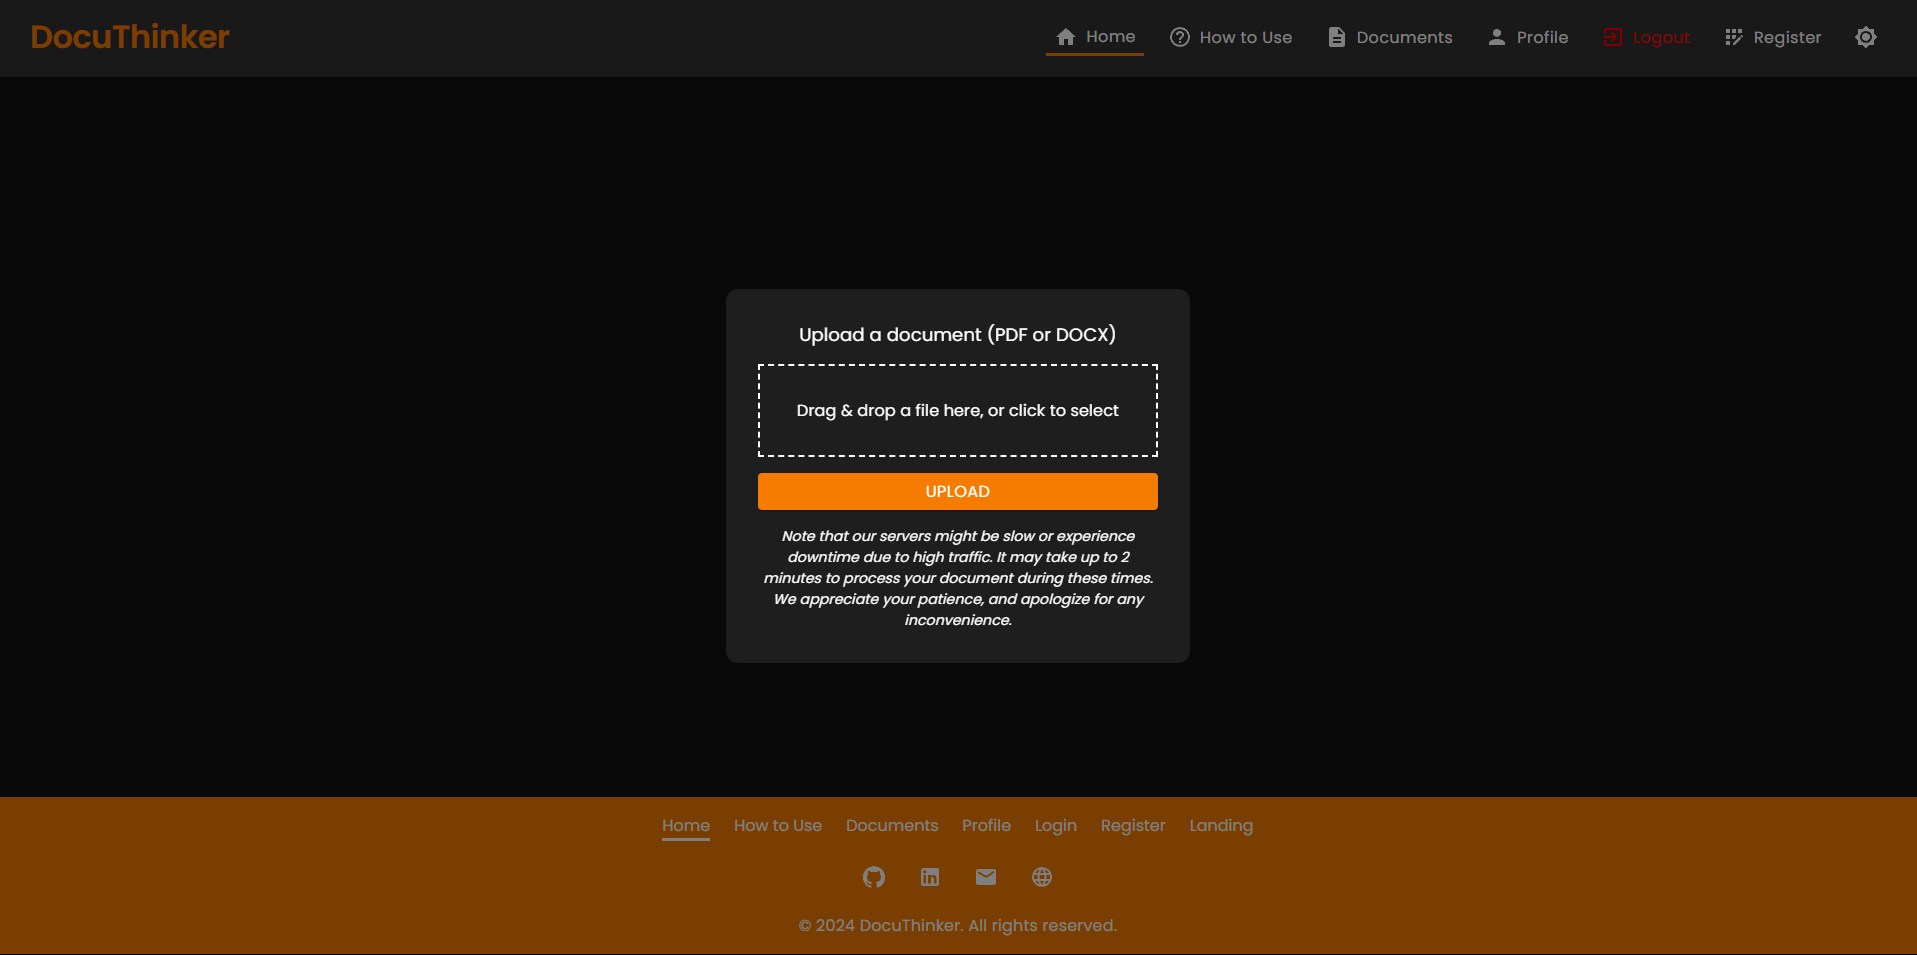 DocuThinker
Home
How to Use
Documents
Profile
Logout
Register
Upload a document (PDF or DOCX)
Drag & drop a file here, or click to select
UPLOAD
Note that our servers might be slow or experience
downtime due to high traffic. It may take up to 2
minutes to process your document during these times.
We appreciate your patience, and apologize for any
inconvenience.
Home
How to Use
Documents
Profile
Login
Register
Landing
© 2024 DocuThinker. All rights reserved.